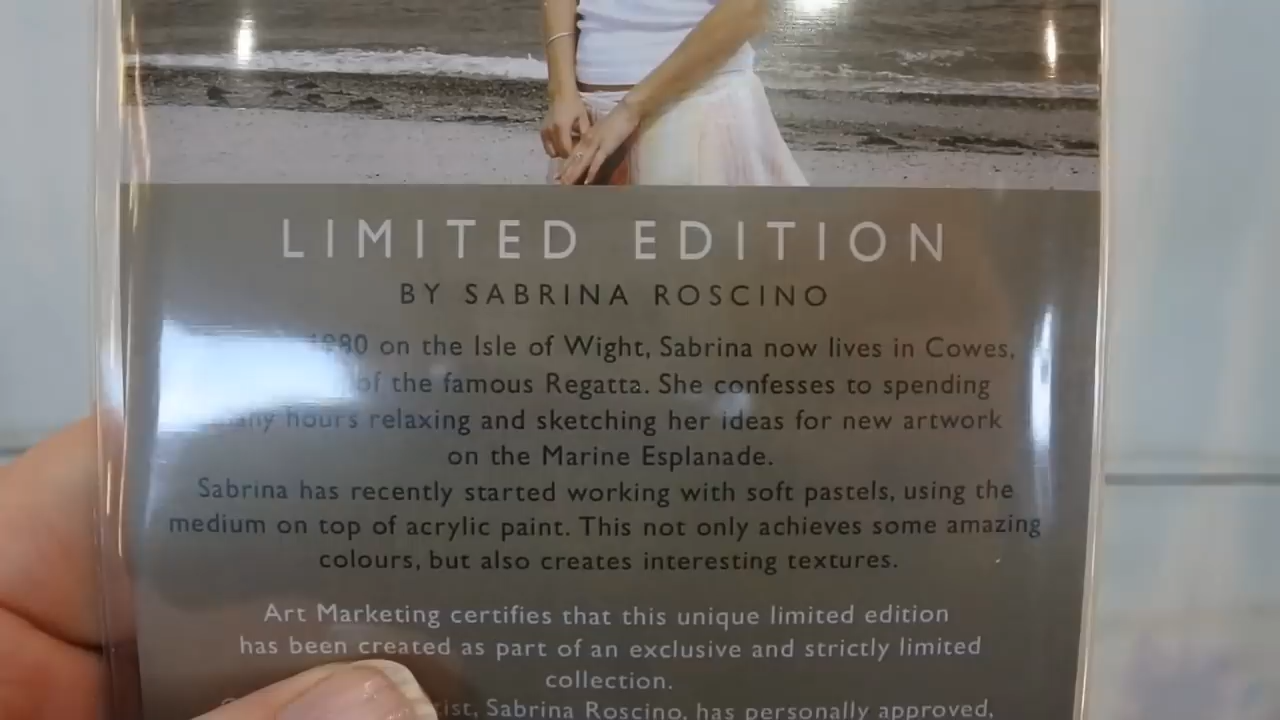 LIMITED EDITION
BY SABRINA ROSCINO
1980 on the Isle of Wight, Sabrina now lives in Cowes,
of the famous Regatta. She confesses to spending
many hours relaxing and sketching her ideas for new artwork
on the Marine Esplanade.
Sabrina has recently started working with soft pastels, using the
medium on top of acrylic paint. This not only achieves some amazing
colours, but also creates interesting textures.
Art Marketing certifies that this unique limited edition
has been created as part of an exclusive and strictly limited
collection.
Sabrina Roscino, has personally approved,